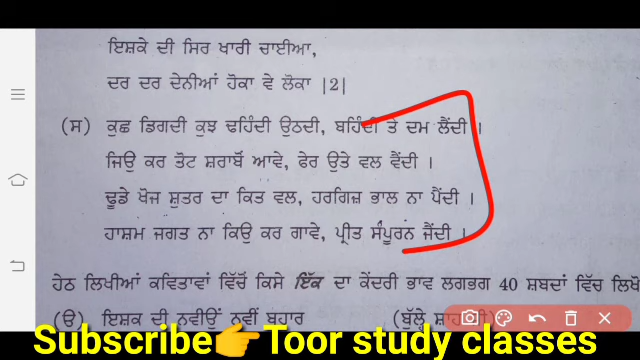 ਇਸ਼ਕੇ ਦੀ ਸਿਰ ਖਾਰੀ ਚਾਈਆ,
ਦਰ ਦਰ ਦੇਨੀਆਂ ਹੋਕਾ ਵੇ ਲੋਕਾ |2|
(ਸ) ਕੁਛ ਡਿਗਦੀ ਕੁਝ ਢਹਿੰਦੀ ਉਠਦੀ, ਬਹਿੰਦੀ ਤੇ ਦਮ ਲੈਂਦੀ ।
ਜਿਉ ਕਰ ਤੋਟ ਸ਼ਰਾਬੋਂ ਆਵੇ, ਫੇਰ ਉਤੇ ਵਲ ਵੈਂਦੀ ।
ਢੂਡੇ ਖੋਜ ਸ਼ੁਤਰ ਦਾ ਕਿਤ ਵਲ, ਹਰਗਿਜ਼ ਭਾਲ ਨਾ ਪੈਂਦੀ ।
ਹਾਸ਼ਮ ਜਗਤ ਨਾ ਕਿਉ ਕਰ ਗਾਵੇ, ਪ੍ਰੀਤ ਸੰਪੂਰਨ ਜੈਂਦੀ ।
ਹੇਠ ਲਿਖੀਆਂ ਕਵਿਤਾਵਾਂ ਵਿੱਚੋਂ ਕਿਸੇ ਇੱਕ ਦਾ ਕੇਂਦਰੀ ਭਾਵ ਲਗਭਗ 40 ਸ਼ਬਦਾਂ ਵਿੱਚ ਲਿਖੋ
(ੳ) ਇਸ਼ਕ ਦੀ ਨਵੀਉਂ ਨਵੀਂ ਬਹਾਰ (ਬੁੱਲ੍ਹੇ
Subscribe👉Toor study classes